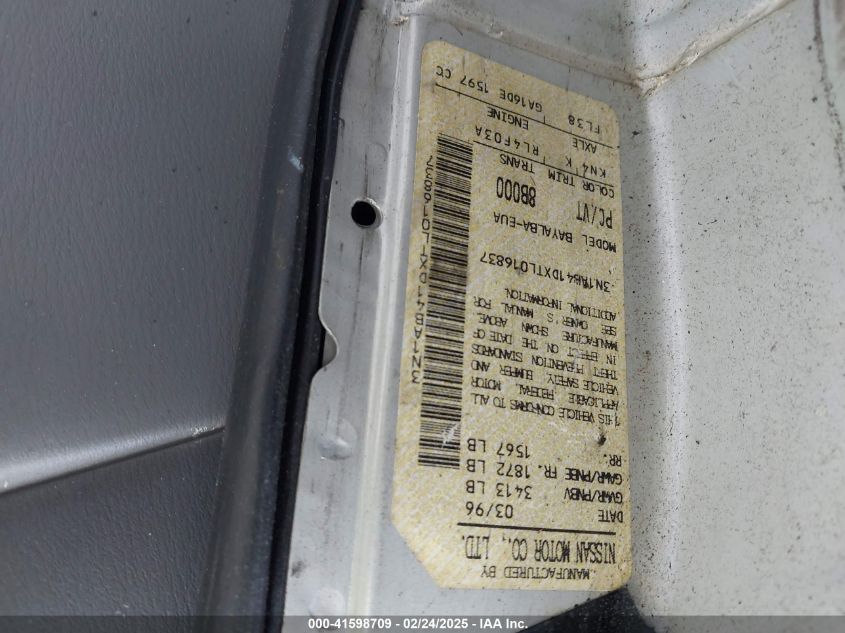 MANUFACTURED BY
NISSAN MOTOR CO., LTD.
DATE 03/96
GVWR/PNBV 3413 LB
GAWR/PNBE FR. 1872 LB
RR. 1567 LB
THIS VEHICLE CONFORMS TO ALL
APPLICABLE FEDERAL MOTOR
VEHICLE SAFETY, BUMPER AND
THEFT PREVENTION STANDARDS
IN EFFECT ON THE DATE OF
MANUFACTURE SHOWN ABOVE.
SEE OWNER'S MANUAL FOR
ADDITIONAL INFORMATION.
3N1AB41DXTL016837
3N1AB41DXTL016837
MODEL BAYALBA-EUA
PC/VT 8B000
COLOR TRIM TRANS
KN4 K RL4F03A
AXLE ENGINE
FL38 GA16DE 1597 CC
000-41598709 - 02/24/2025 - IAA Inc.